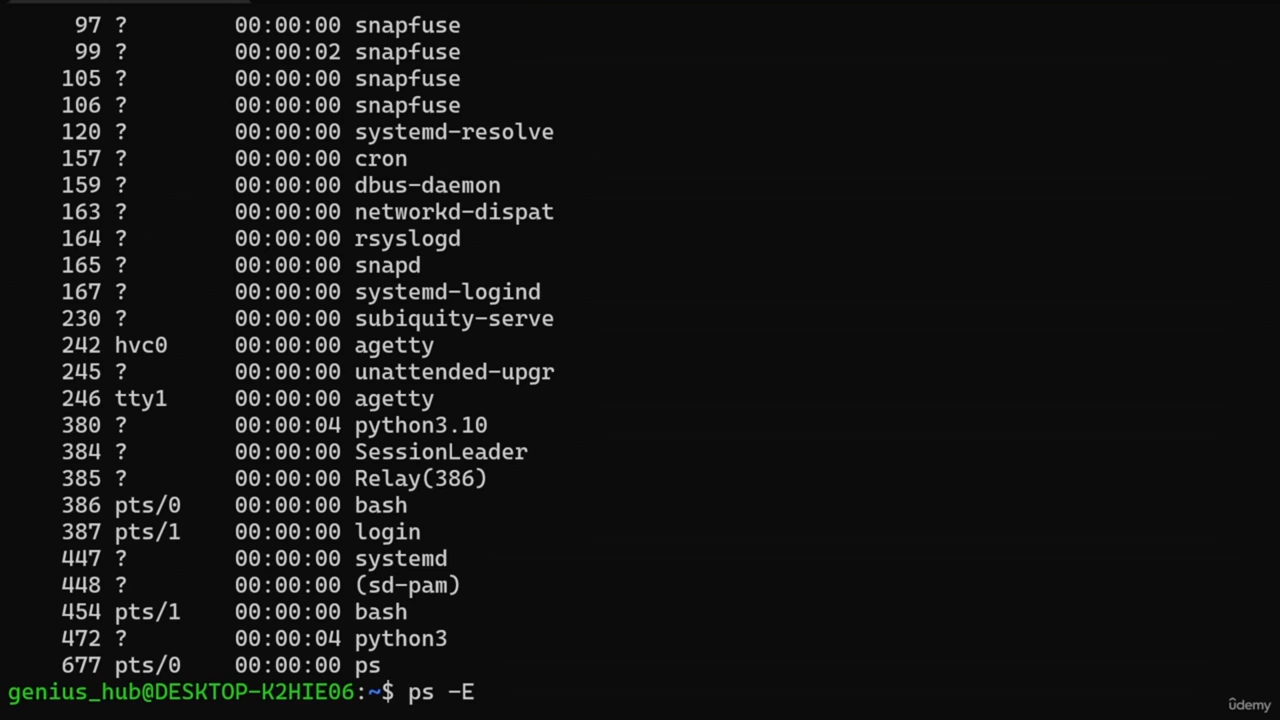 97 ? 00:00:00 snapfuse
99 ? 00:00:02 snapfuse
105 ? 00:00:00 snapfuse
106 ? 00:00:00 snapfuse
120 ? 00:00:00 systemd-resolve
157 ? 00:00:00 cron
159 ? 00:00:00 dbus-daemon
163 ? 00:00:00 networkd-dispat
164 ? 00:00:00 rsyslogd
165 ? 00:00:00 snapd
167 ? 00:00:00 systemd-logind
230 ? 00:00:00 subiquity-serve
242 hvc0 00:00:00 agetty
245 ? 00:00:00 unattended-upgr
246 tty1 00:00:00 agetty
380 ? 00:00:04 python3.10
384 ? 00:00:00 SessionLeader
385 ? 00:00:00 Relay(386)
386 pts/0 00:00:00 bash
387 pts/1 00:00:00 login
447 ? 00:00:00 systemd
448 ? 00:00:00 (sd-pam)
454 pts/1 00:00:00 bash
472 ? 00:00:04 python3
677 pts/0 00:00:00 ps
genius_hub@DESKTOP-K2HIE06:~$ ps -E
udemy